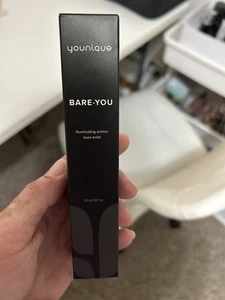 younique
BARE·YOU
illuminating primer
base éclat